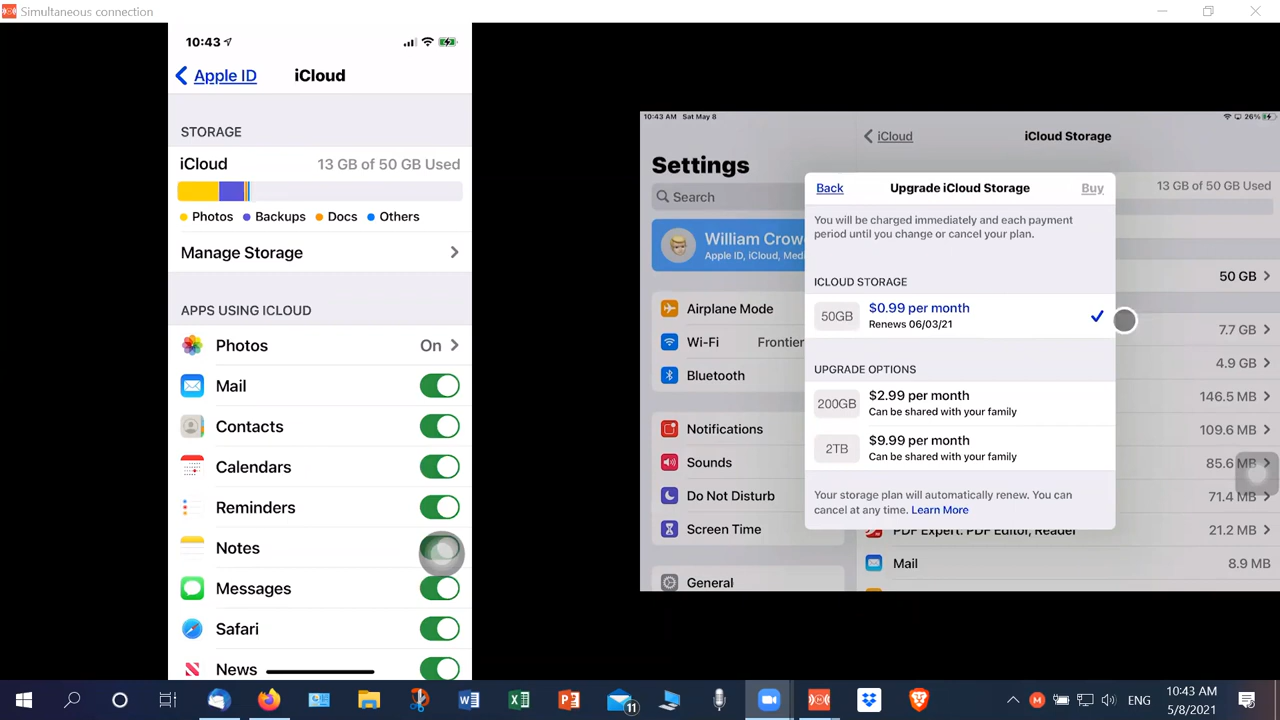 Simultaneous connection
10:43
Apple ID
iCloud
STORAGE
iCloud
13 GB of 50 GB Used
Photos
Backups
Docs
Others
Manage Storage
APPS USING ICLOUD
Photos
On
Mail
Contacts
Calendars
Reminders
Notes
Messages
Safari
News
10:43 AM Sat May 8
26%
Settings
Search
William Crow
Apple ID, iCloud, Med
Airplane Mode
Wi-Fi
Frontier
Bluetooth
Notifications
Sounds
Do Not Disturb
Screen Time
General
iCloud
iCloud Storage
13 GB of 50 GB Used
50 GB
7.7 GB
4.9 GB
146.5 MB
109.6 MB
85.6 MB
71.4 MB
PDF Expert: PDF Editor, Reader
21.2 MB
Mail
8.9 MB
Back
Upgrade iCloud Storage
Buy
You will be charged immediately and each payment
period until you change or cancel your plan.
ICLOUD STORAGE
50GB
$0.99 per month
Renews 06/03/21
UPGRADE OPTIONS
200GB
$2.99 per month
Can be shared with your family
2TB
$9.99 per month
Can be shared with your family
Your storage plan will automatically renew. You can
cancel at any time. Learn More
11
ENG
10:43 AM
5/8/2021